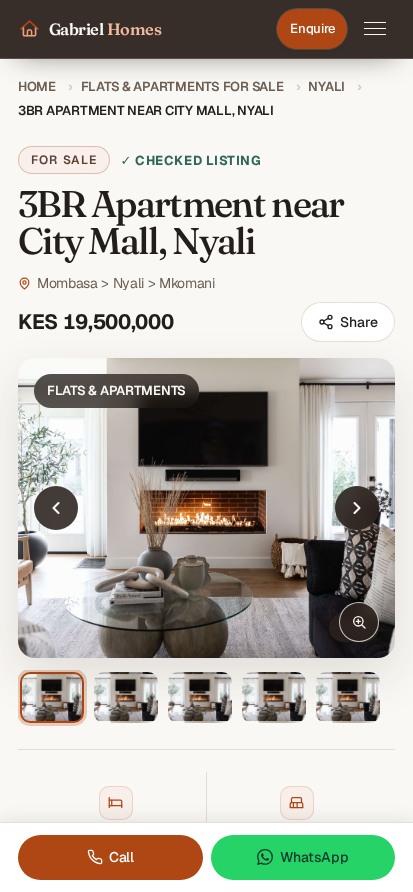 Gabriel Homes
Enquire
HOME › FLATS & APARTMENTS FOR SALE › NYALI ›
3BR APARTMENT NEAR CITY MALL, NYALI
FOR SALE ✓ CHECKED LISTING
3BR Apartment near
City Mall, Nyali
Mombasa > Nyali > Mkomani
KES 19,500,000
Share
FLATS & APARTMENTS
Call
WhatsApp